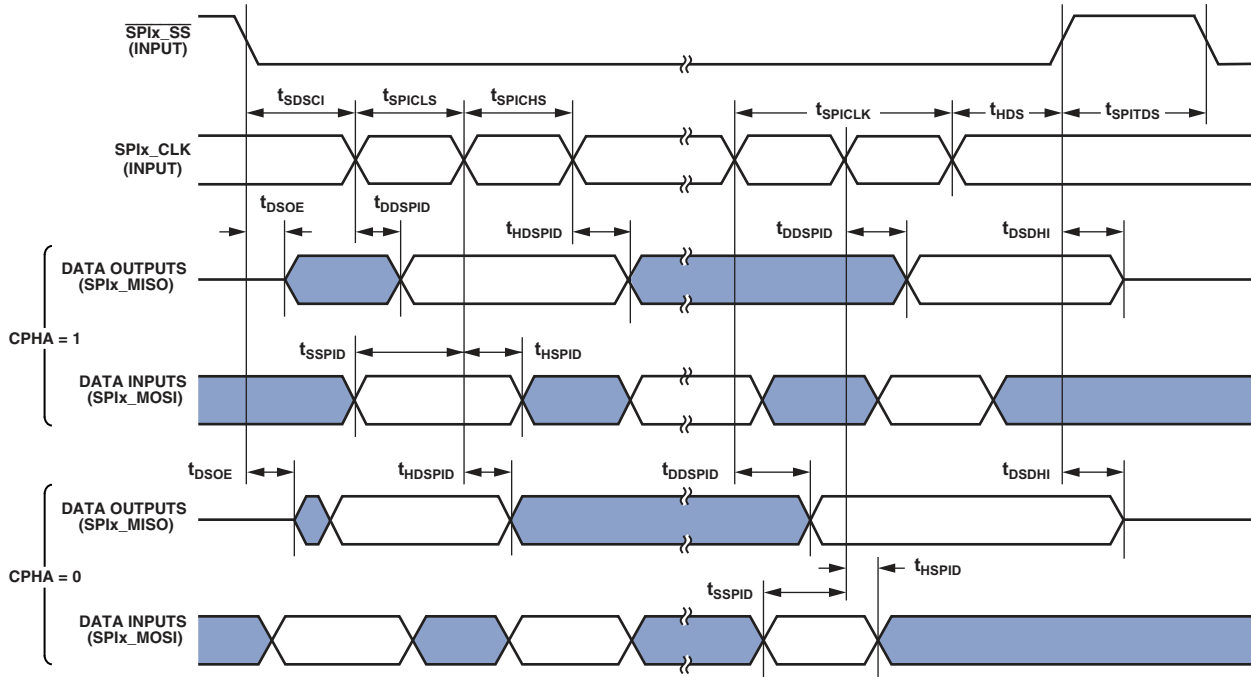 SPIx_SS
(INPUT)
tSDSCI
tSPICLS
tSPICHS
tSPICLK
tHDS
tSPITDS
SPIx_CLK
(INPUT)
tDSOE
tDDSPID
tHDSPID
tDDSPID
tDSDHI
DATA OUTPUTS
(SPIx_MISO)
CPHA = 1
tSSPID
tHSPID
DATA INPUTS
(SPIx_MOSI)
tDSOE
tHDSPID
tDDSPID
tDSDHI
DATA OUTPUTS
(SPIx_MISO)
CPHA = 0
tHSPID
tSSPID
DATA INPUTS
(SPIx_MOSI)